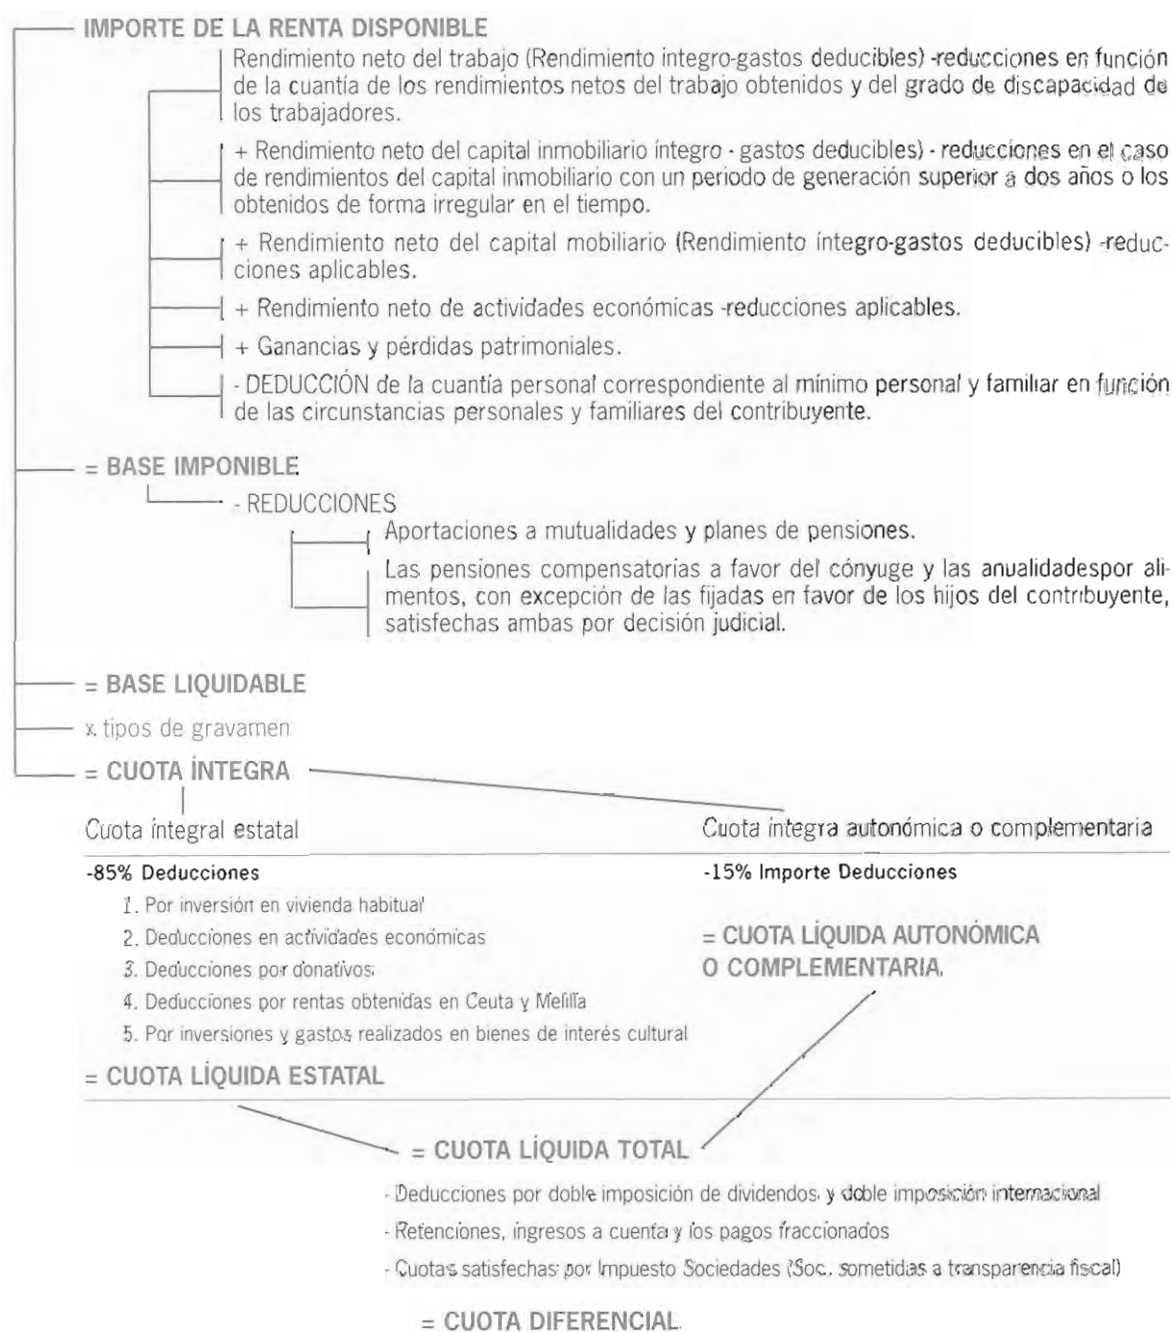 IMPORTE DE LA RENTA DISPONIBLE
Rendimiento neto del trabajo (Rendimiento íntegro-gastos deducibles) -reducciones en función
de la cuantía de los rendimientos netos del trabajo obtenidos y del grado de discapacidad de
los trabajadores.
+ Rendimiento neto del capital inmobiliario íntegro - gastos deducibles) - reducciones en el caso
de rendimientos del capital inmobiliario con un periodo de generación superior a dos años o los
obtenidos de forma irregular en el tiempo.
+ Rendimiento neto del capital mobiliario (Rendimiento íntegro-gastos deducibles) -reduc-
ciones aplicables.
+ Rendimiento neto de actividades económicas -reducciones aplicables.
+ Ganancias y pérdidas patrimoniales.
- DEDUCCIÓN de la cuantía personal correspondiente al mínimo personal y familiar en función
de las circunstancias personales y familiares del contribuyente.
= BASE IMPONIBLE
- REDUCCIONES
Aportaciones a mutualidades y planes de pensiones.
Las pensiones compensatorias a favor del cónyuge y las anualidadespor ali-
mentos, con excepción de las fijadas en favor de los hijos del contribuyente,
satisfechas ambas por decisión judicial.
= BASE LIQUIDABLE
x tipos de gravamen
= CUOTA ÍNTEGRA
Cuota íntegral estatal
Cuota íntegra autonómica o complementaria
-85% Deducciones
-15% Importe Deducciones
1. Por inversión en vivienda habitual
2. Deducciones en actividades económicas
3. Deducciones por donativos
4. Deducciones por rentas obtenidas en Ceuta y Melilla
5. Por inversiones y gastos realizados en bienes de interés cultural
= CUOTA LÍQUIDA AUTONÓMICA
O COMPLEMENTARIA
= CUOTA LÍQUIDA ESTATAL
= CUOTA LÍQUIDA TOTAL
- Deducciones por doble imposición de dividendos y doble imposición internacional
- Retenciones, ingresos a cuenta y los pagos fraccionados
- Cuotas satisfechas por Impuesto Sociedades (Soc. sometidas a transparencia fiscal)
= CUOTA DIFERENCIAL